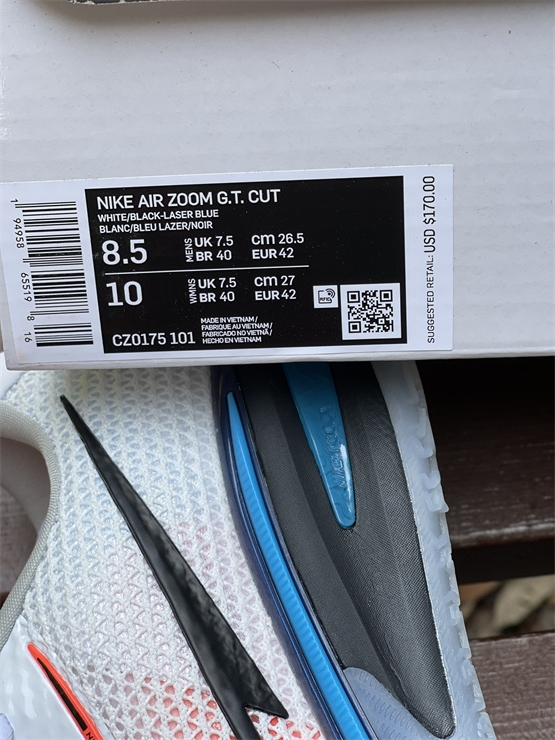 NIKE AIR ZOOM G.T. CUT
WHITE/BLACK-LASER BLUE
BLANC/BLEU LAZER/NOIR
8.5 MENS UK 7.5 cm 26.5
BR 40 EUR 42
10 WMNS UK 7.5 cm 27
BR 40 EUR 42
CZ0175 101
MADE IN VIETNAM /
FABRIQUE AU VIETNAM /
FABRICADO NO VIETNÃ /
HECHO EN VIETNAM
RFID
SUGGESTED RETAIL: USD $170.00
1 94958 65519 8 16